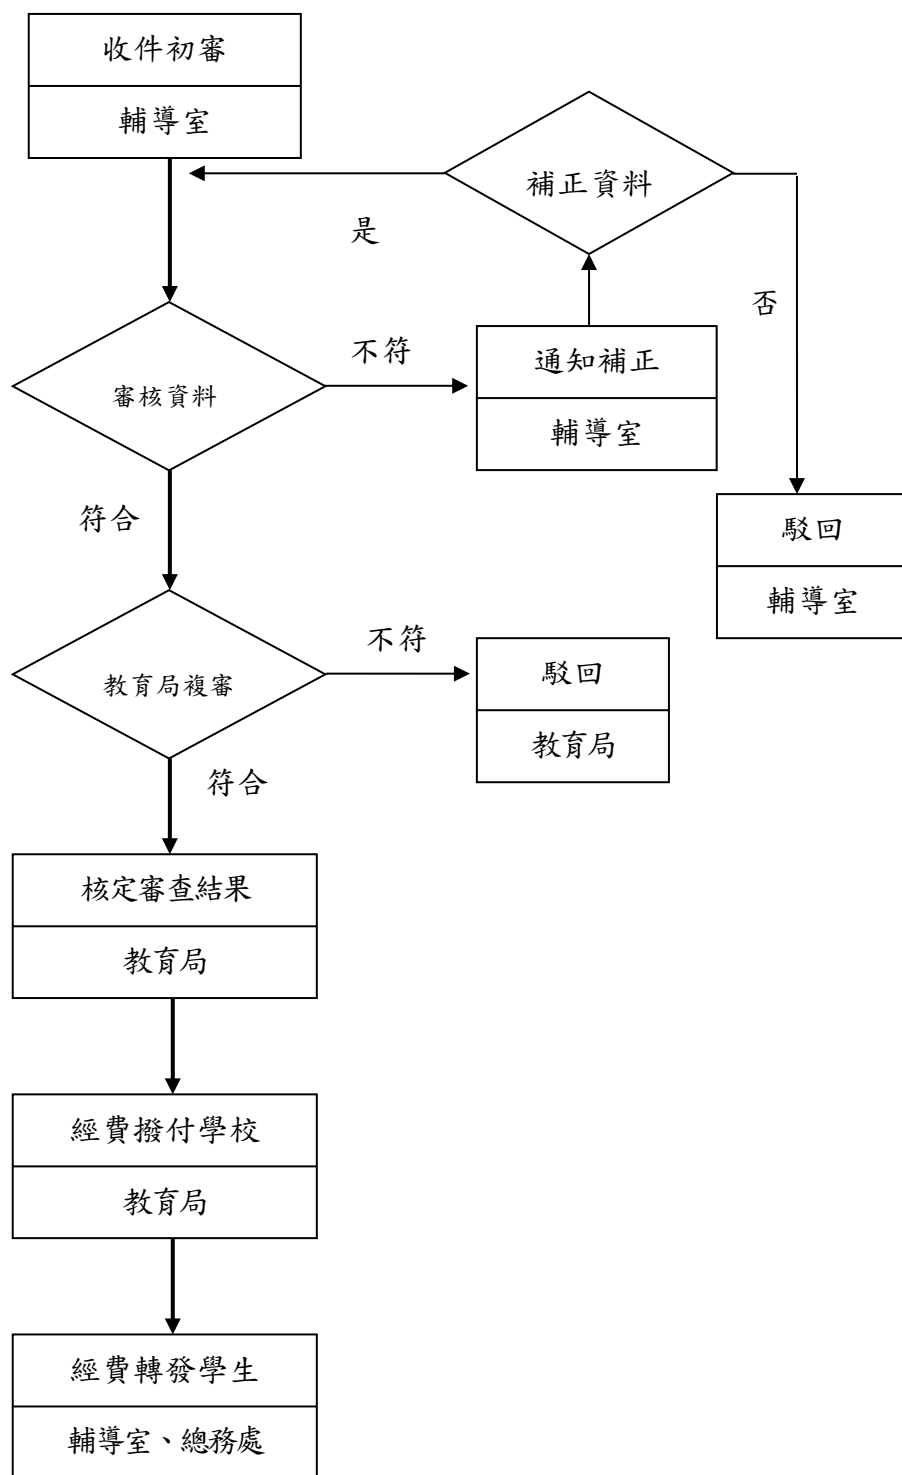 收件初審
輔導室
補正資料
是
否
不符
通知補正
輔導室
審核資料
符合
駁回
輔導室
不符
駁回
教育局
教育局複審
符合
核定審查結果
教育局
經費撥付學校
教育局
經費轉發學生
輔導室、總務處